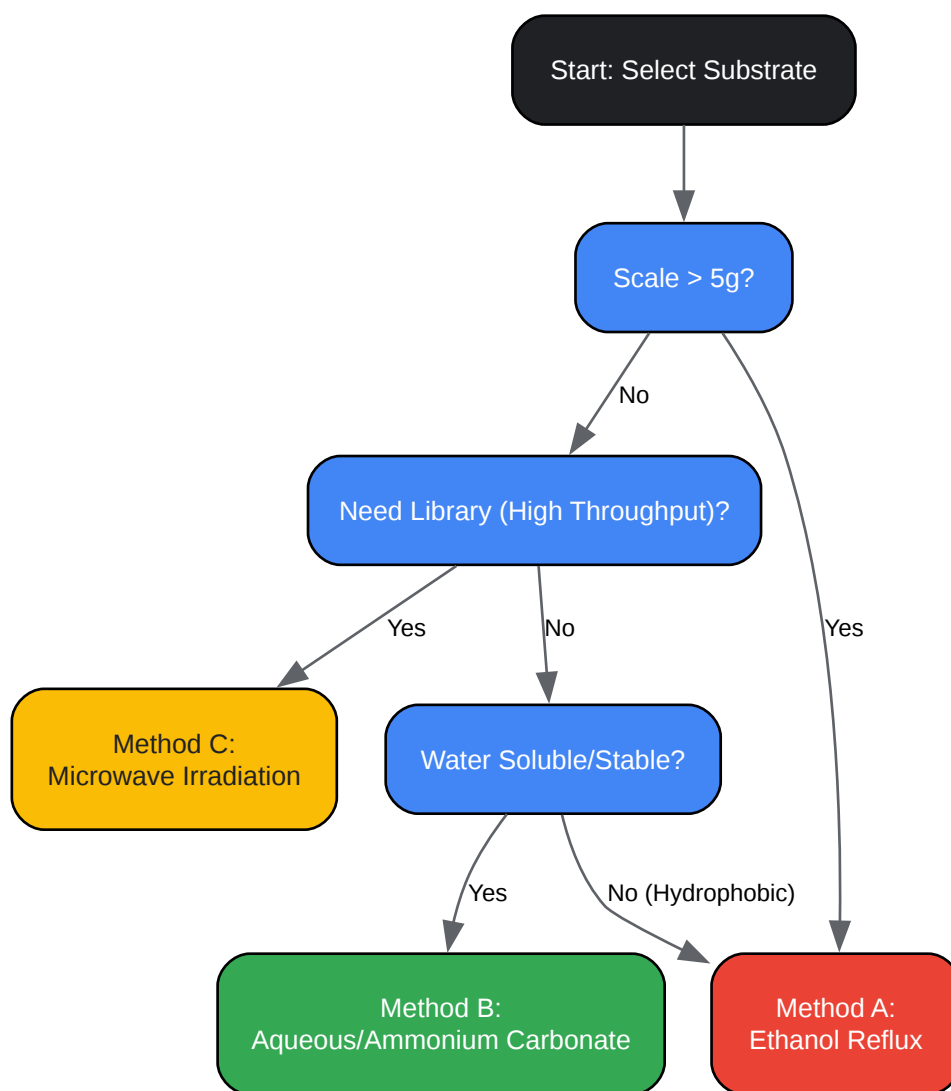 Start: Select Substrate
Scale > 5g?
No
Need Library (High Throughput)?
Yes
No
Yes
Method C:
Microwave Irradiation
Water Soluble/Stable?
Yes
No (Hydrophobic)
Method B:
Aqueous/Ammonium Carbonate
Method A:
Ethanol Reflux